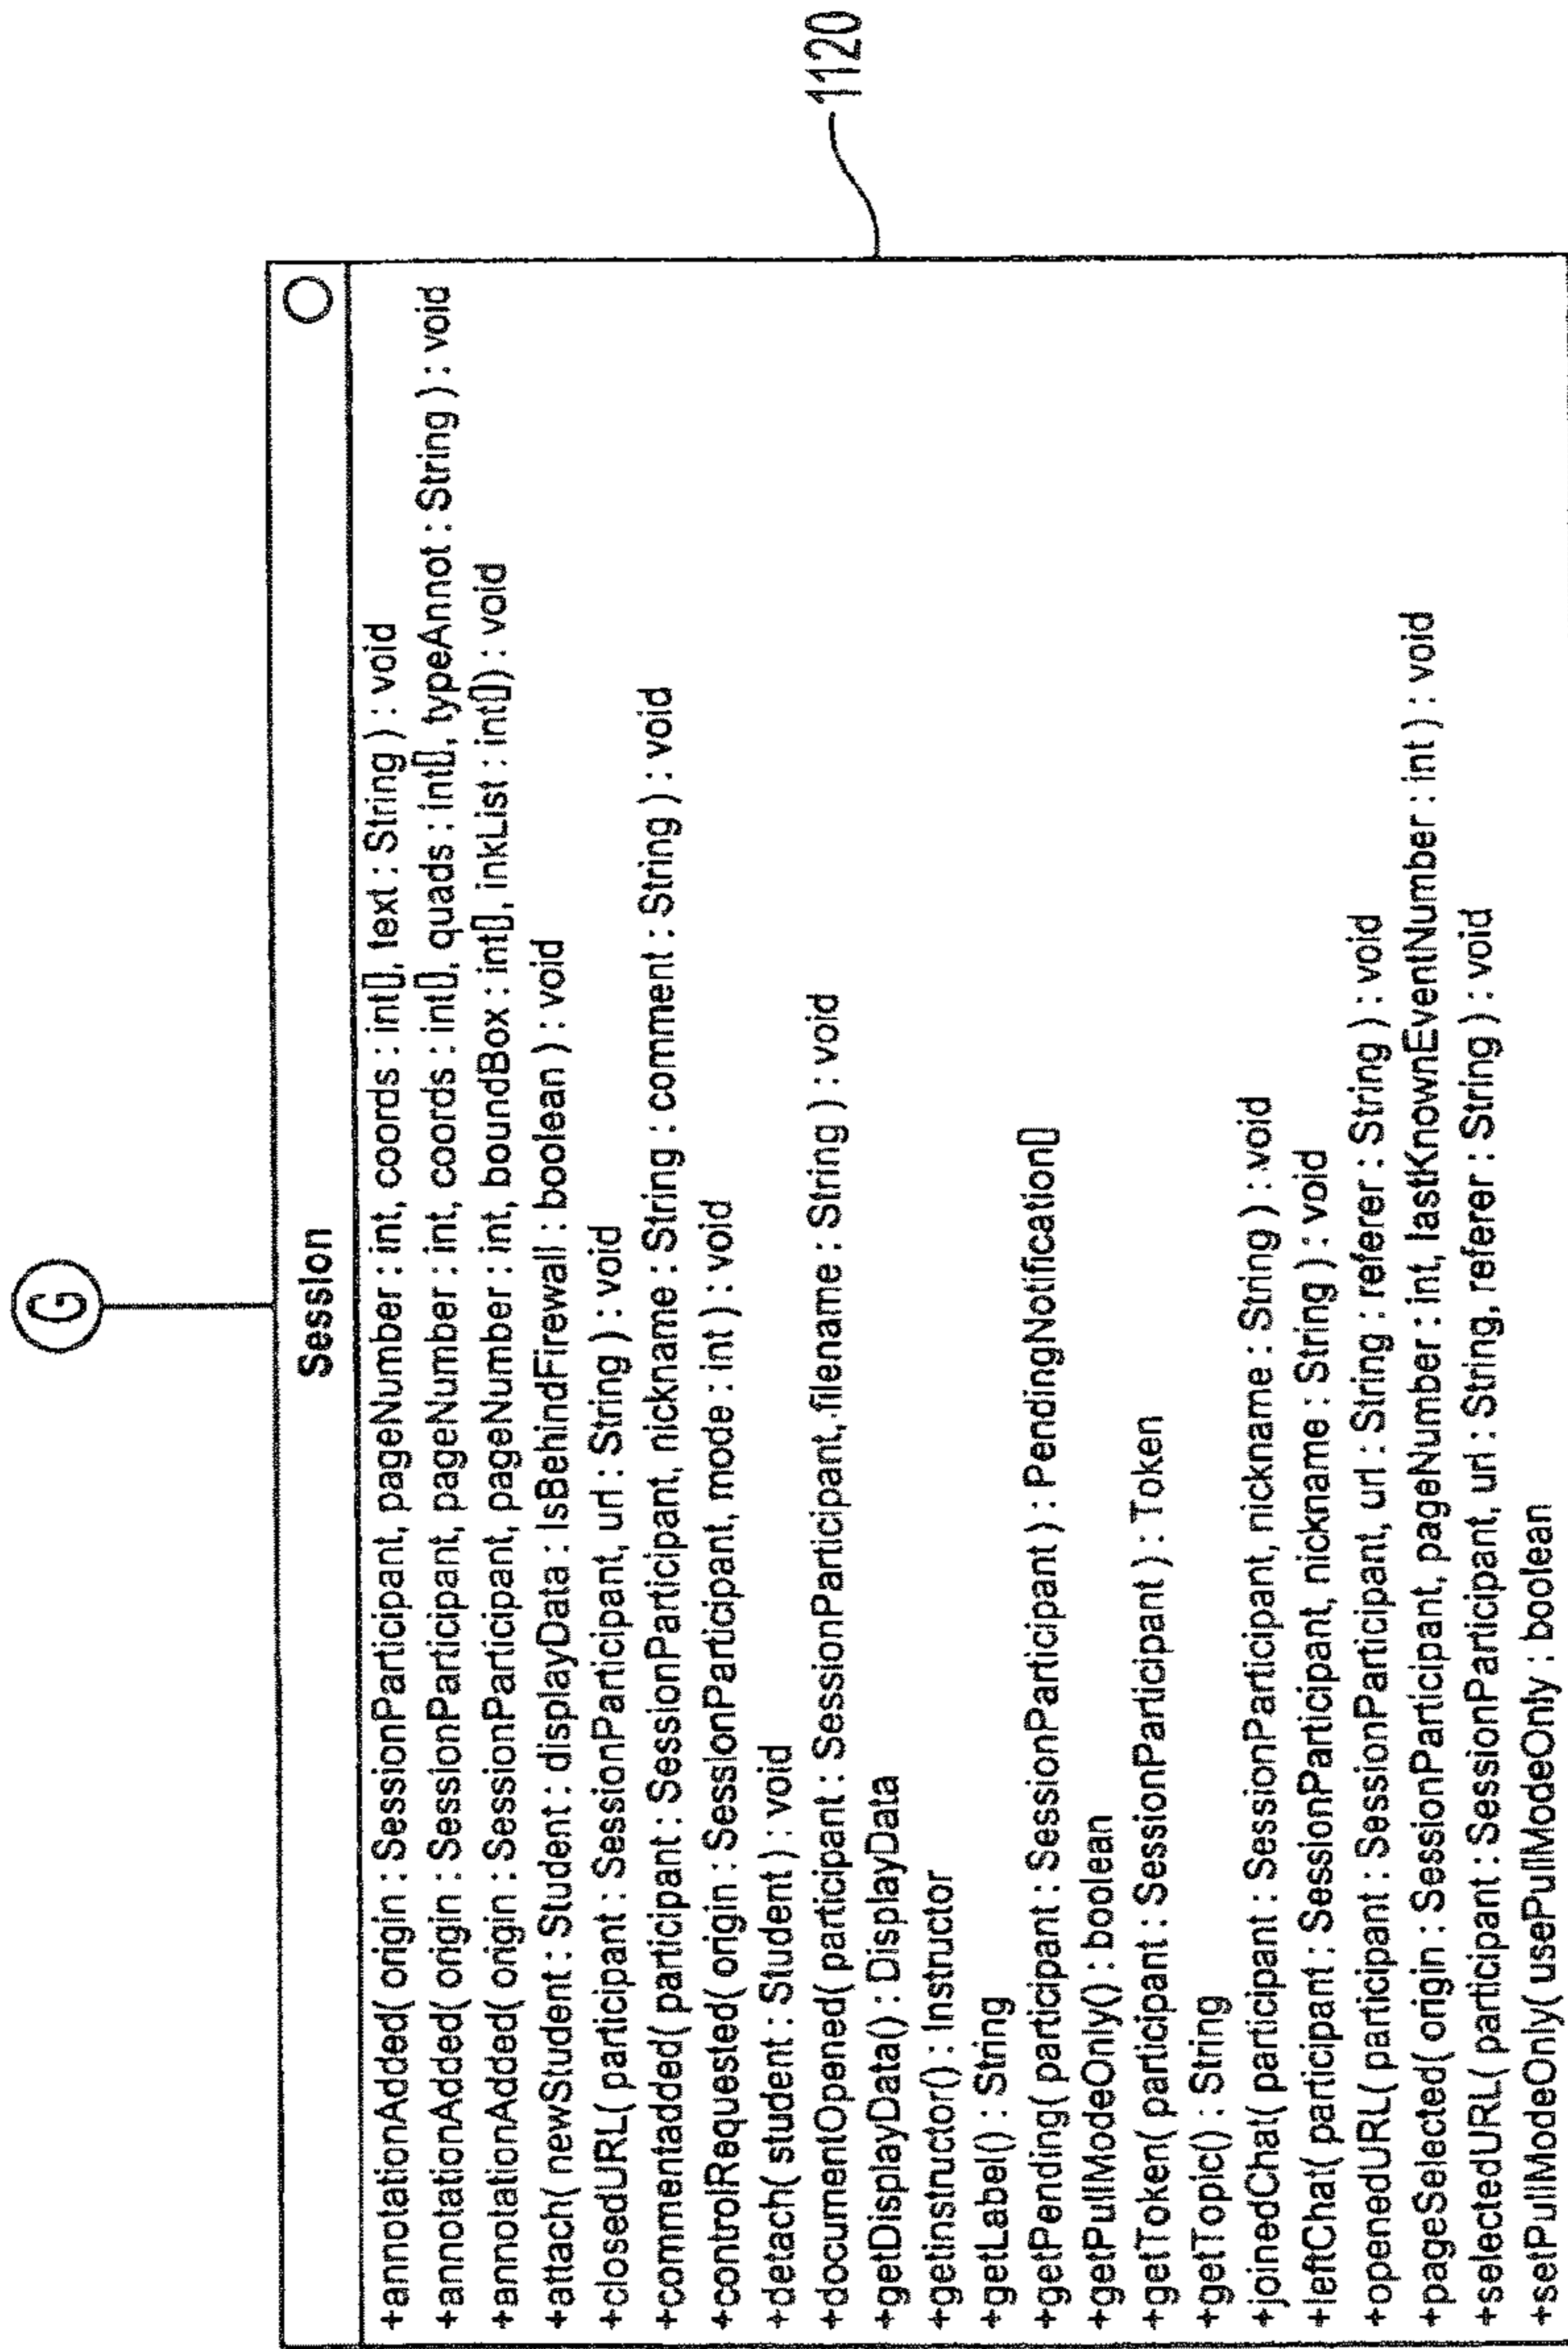 G
Session
+annotationAdded( origin : SessionParticipant, pageNumber : int, coords : int[], text : String ) : void
+annotationAdded( origin : SessionParticipant, pageNumber : int, coords : int[], quads : int[], typeAnnot : String ) : void
+annotationAdded( origin : SessionParticipant, pageNumber : int, boundBox : int[], inkList : int[]) : void
+attach( newStudent : Student : displayData : IsBehindFirewall : boolean ) : void
+closedURL( participant : SessionParticipant, url : String ) : void
+commentadded( participant : SessionParticipant, nickname : String : comment : String ) : void
+controlRequested( origin : SessionParticipant, mode : int ) : void
+detach( student : Student ) : void
+documentOpened( participant : SessionParticipant, filename : String ) : void
+getDisplayData() : DisplayData
+getinstructor() : Instructor
+getLabel() : String
+getPending( participant : SessionParticipant ) : PendingNotification[]
+getPullModeOnly() : boolean
+getToken( participant : SessionParticipant ) : Token
+getTopic() : String
+joinedChat( participant : SessionParticipant, nickname : String ) : void
+leftChat( participant : SessionParticipant, nickname : String ) : void
+openedURL( participant : SessionParticipant, url : String : referer : String ) : void
+pageSelected( origin : SessionParticipant, pageNumber : int, lastKnownEventNumber : int ) : void
+selectedURL( participant : SessionParticipant, url : String, referer : String ) : void
+setPullModeOnly( usePullModeOnly : boolean
1120